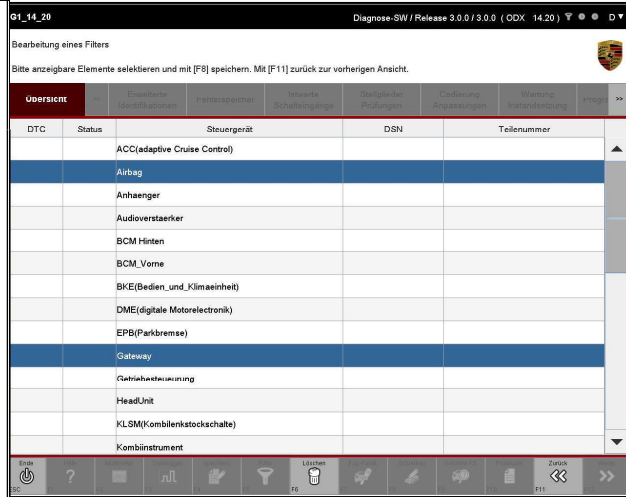 G1_14_20
Diagnose-SW / Release 3.0.0 / 3.0.0 ( ODX 14.20 )
D
Bearbeitung eines Filters
Bitte anzeigbare Elemente selektieren und mit [F8] speichern. Mit [F11] zurück zur vorherigen Ansicht.
Übersicht
<<
Erweiterte Identifikationen
Fehlerspeicher
Istwerte Schalteingänge
Stellglieder Prüfungen
Codierung Anpassungen
Wartung Instandsetzung
>>
DTC Status Steuergerät DSN Teilenummer
ACC(adaptive Cruise Control)
Airbag
Anhaenger
Audioverstaerker
BCM Hinten
BCM_Vorne
BKE(Bedien_und_Klimaeinheit)
DME(digitale Motorelectronik)
EPB(Parkbremse)
Gateway
Getriebesteueurung
HeadUnit
KLSM(Kombilenkstockschalte)
Kombiinstrument
Ende
ESC
Löschen
F6
Zurück
F11